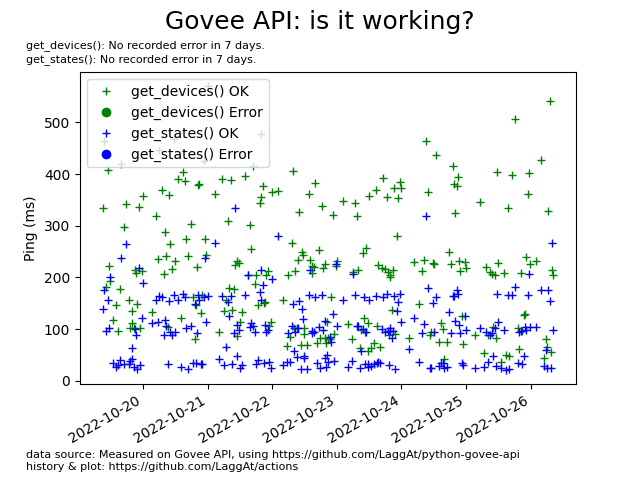 Govee API: is it working?
get_devices(): No recorded error in 7 days.
get_states(): No recorded error in 7 days.
get_devices() OK
get_devices() Error
get_states() OK
get_states() Error
Ping (ms)
500
400
300
200
100
0
2022-10-20
2022-10-21
2022-10-22
2022-10-23
2022-10-24
2022-10-25
2022-10-26
data source: Measured on Govee API, using https://github.com/LaggAt/python-govee-api
history & plot: https://github.com/LaggAt/actions